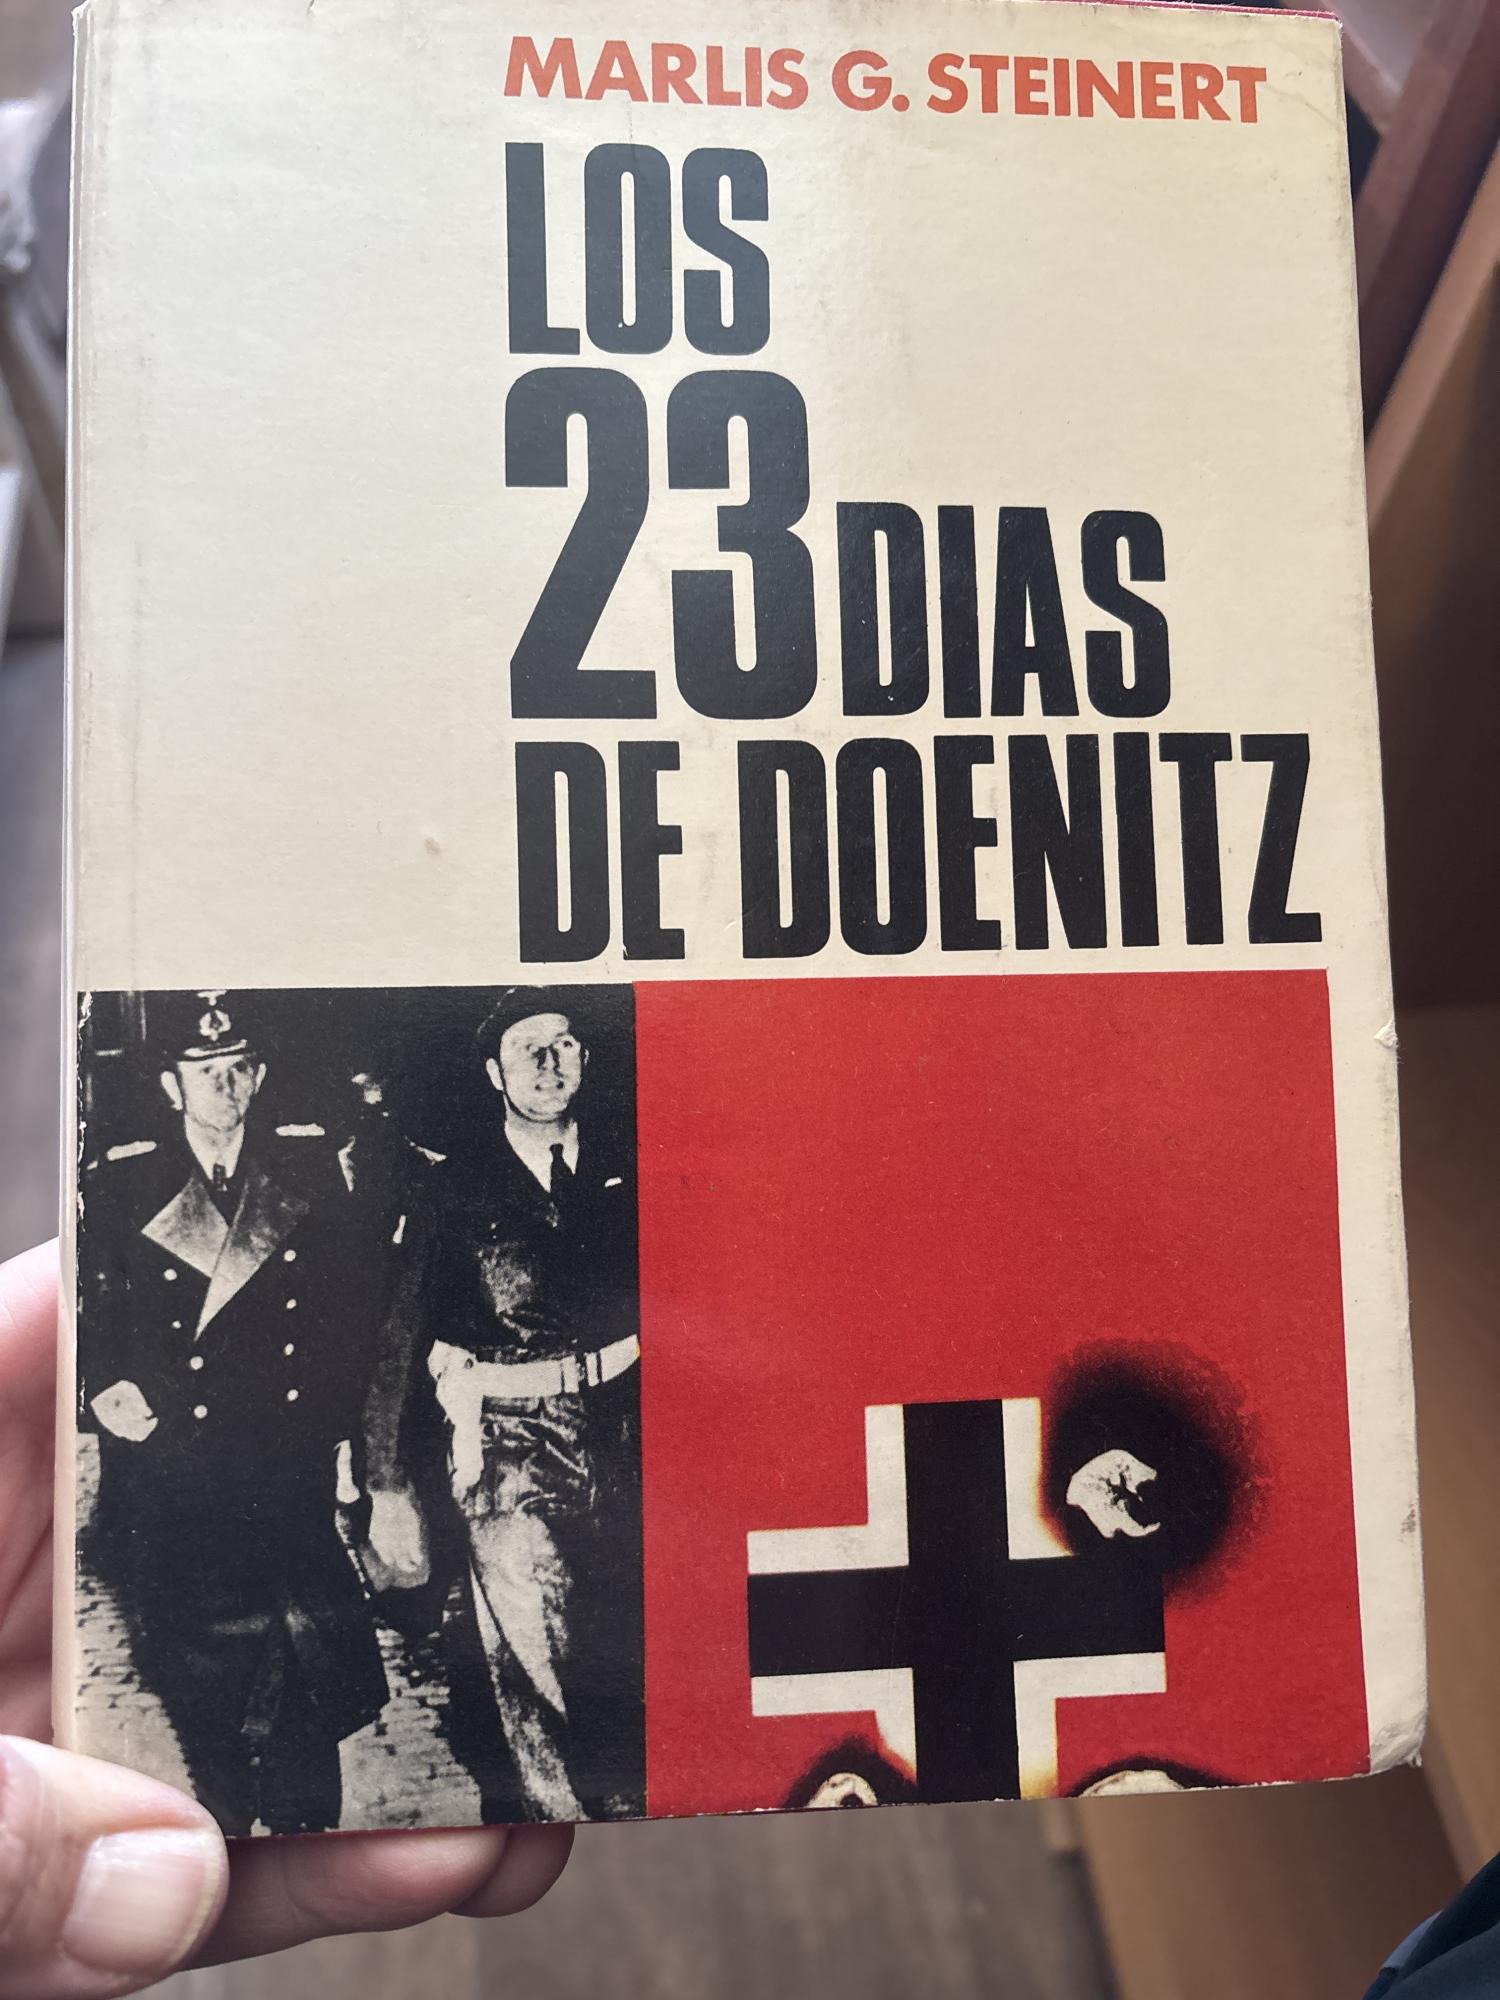 MARLIS G. STEINERT
LOS
23 DIAS
DE DOENITZ